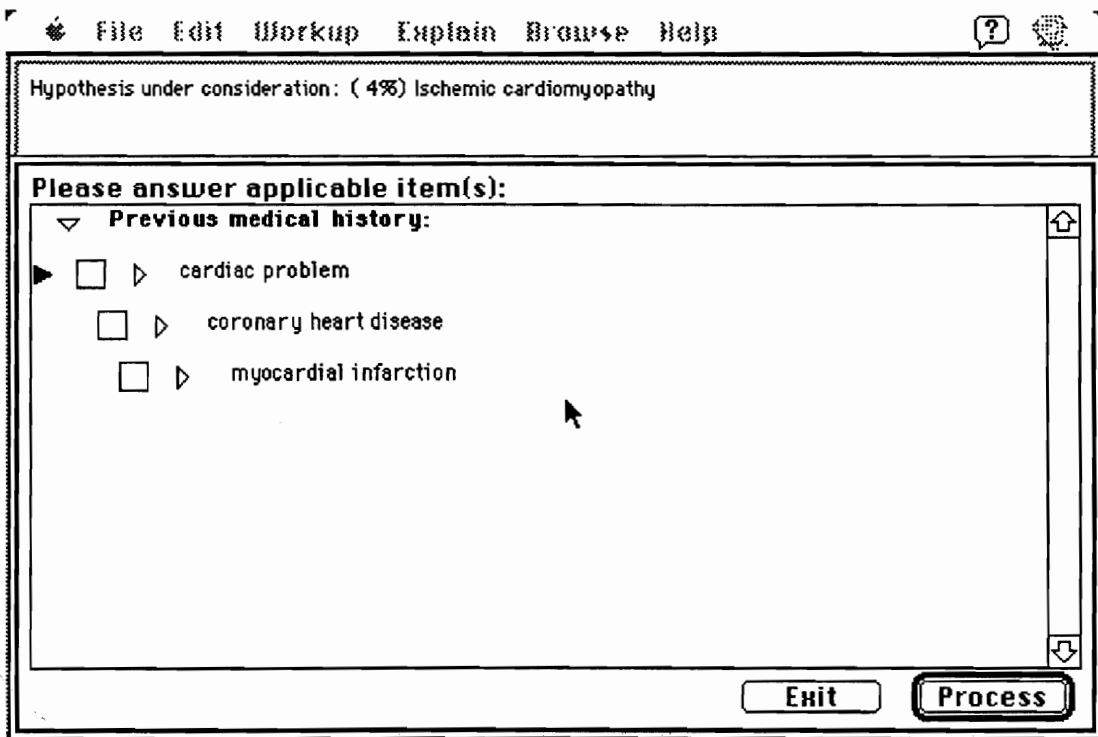 File Edit Workup Explain Browse Help ?
Hypothesis under consideration: ( 4%) Ischemic cardiomyopathy
Please answer applicable item(s):
Previous medical history:
cardiac problem
coronary heart disease
myocardial infarction
Exit Process